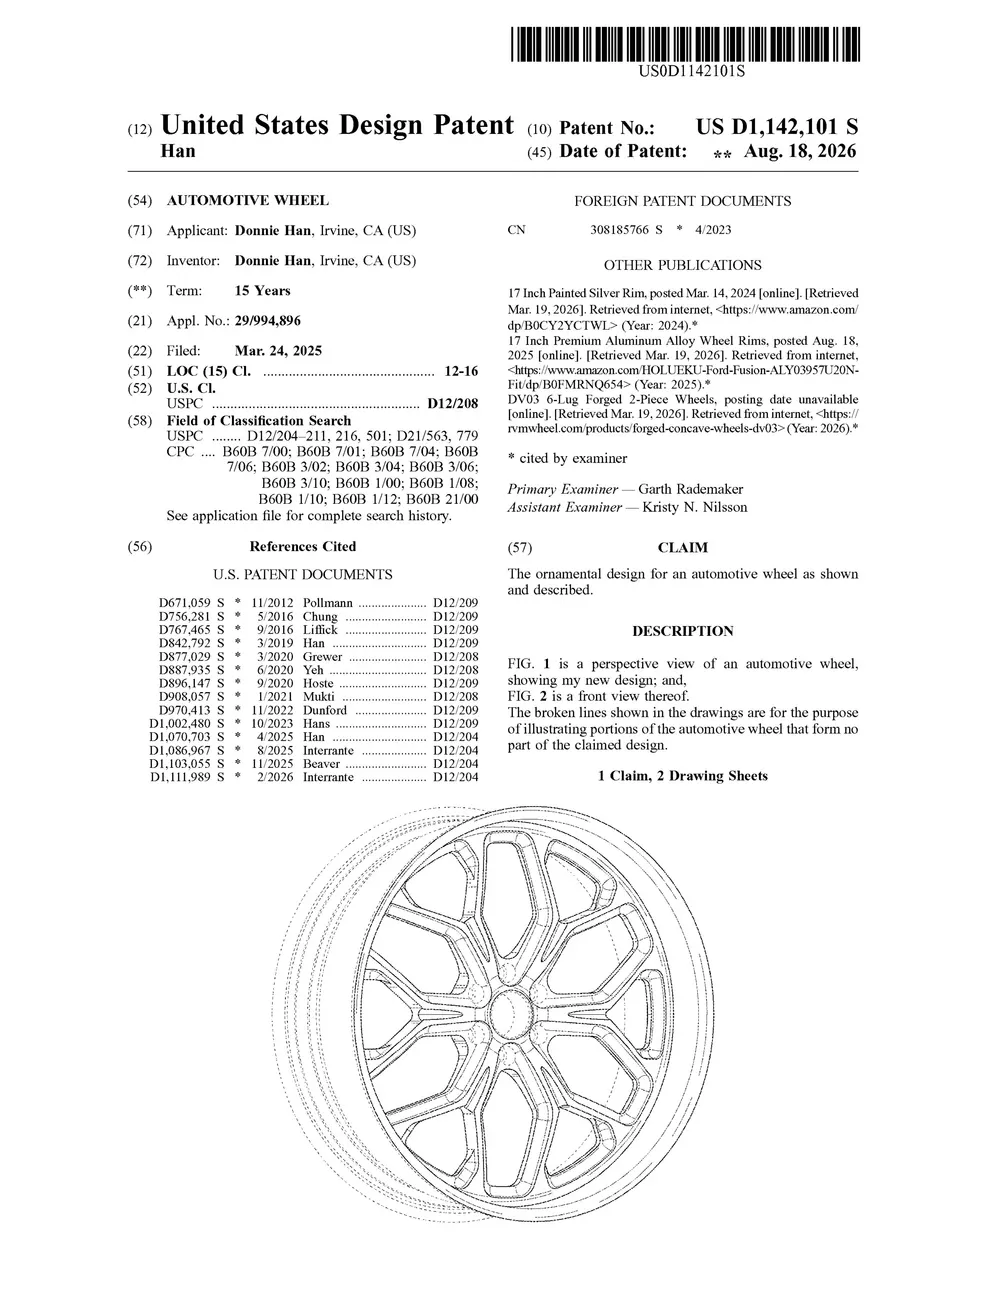 US0D1142101S
(12) United States Design Patent
Han
(10) Patent No.: US D1,142,101 S
(45) Date of Patent: ** Aug. 18, 2026
(54) AUTOMOTIVE WHEEL
(71) Applicant: Donnie Han, Irvine, CA (US)
(72) Inventor: Donnie Han, Irvine, CA (US)
(**) Term: 15 Years
(21) Appl. No.: 29/994,896
(22) Filed: Mar. 24, 2025
(51) LOC (15) Cl. ............................................... 12-16
(52) U.S. Cl.
USPC ........................................................ D12/208
(58) Field of Classification Search
USPC ........ D12/204–211, 216, 501; D21/563, 779
CPC .... B60B 7/00; B60B 7/01; B60B 7/04; B60B
7/06; B60B 3/02; B60B 3/04; B60B 3/06;
B60B 3/10; B60B 1/00; B60B 1/08;
B60B 1/10; B60B 1/12; B60B 21/00
See application file for complete search history.
(56) References Cited
U.S. PATENT DOCUMENTS
D671,059 S * 11/2012 Pollmann ..................... D12/209
D756,281 S * 5/2016 Chung ......................... D12/209
D767,465 S * 9/2016 Liffick ......................... D12/209
D842,792 S * 3/2019 Han ............................. D12/209
D877,029 S * 3/2020 Grewer ........................ D12/208
D887,935 S * 6/2020 Yeh .............................. D12/208
D896,147 S * 9/2020 Hoste ........................... D12/209
D908,057 S * 1/2021 Mukti .......................... D12/208
D970,413 S * 11/2022 Dunford ...................... D12/209
D1,002,480 S * 10/2023 Hans ............................ D12/209
D1,070,703 S * 4/2025 Han ............................. D12/204
D1,086,967 S * 8/2025 Interrante .................... D12/204
D1,103,055 S * 11/2025 Beaver ......................... D12/204
D1,111,989 S * 2/2026 Interrante .................... D12/204
FOREIGN PATENT DOCUMENTS
CN 308185766 S * 4/2023
OTHER PUBLICATIONS
17 Inch Painted Silver Rim, posted Mar. 14, 2024 [online]. [Retrieved
Mar. 19, 2026]. Retrieved from internet, <https://www.amazon.com/
dp/B0CY2YCTWL> (Year: 2024).*
17 Inch Premium Aluminum Alloy Wheel Rims, posted Aug. 18,
2025 [online]. [Retrieved Mar. 19, 2026]. Retrieved from internet,
<https://www.amazon.com/HOLUEKU-Ford-Fusion-ALY03957U20N-
Fit/dp/B0FMRNQ654> (Year: 2025).*
DV03 6-Lug Forged 2-Piece Wheels, posting date unavailable
[online]. [Retrieved Mar. 19, 2026]. Retrieved from internet, <https://
rvmwheel.com/products/forged-concave-wheels-dv03> (Year: 2026).*
* cited by examiner
Primary Examiner — Garth Rademaker
Assistant Examiner — Kristy N. Nilsson
(57) CLAIM
The ornamental design for an automotive wheel as shown
and described.
DESCRIPTION
FIG. 1 is a perspective view of an automotive wheel,
showing my new design; and,
FIG. 2 is a front view thereof.
The broken lines shown in the drawings are for the purpose
of illustrating portions of the automotive wheel that form no
part of the claimed design.
1 Claim, 2 Drawing Sheets